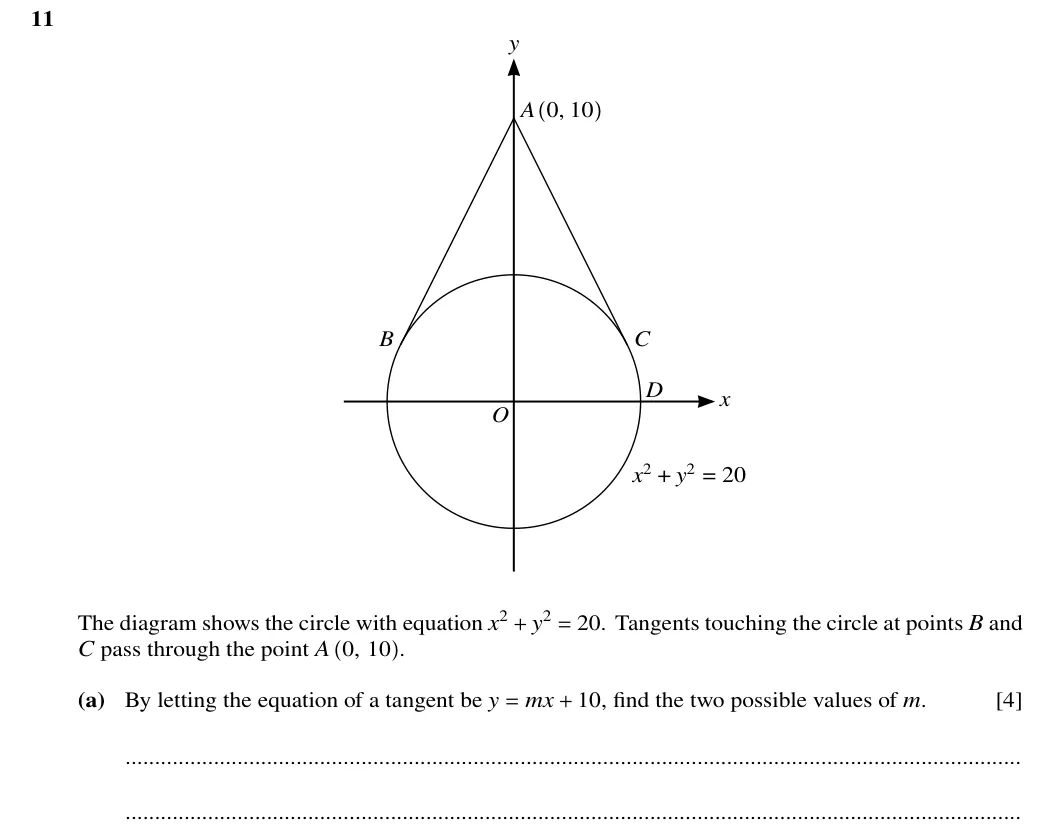 11
y
A (0, 10)
B
C
D
x
O
x² + y² = 20
The diagram shows the circle with equation x² + y² = 20. Tangents touching the circle at points B and
C pass through the point A (0, 10).
(a) By letting the equation of a tangent be y = mx + 10, find the two possible values of m. [4]